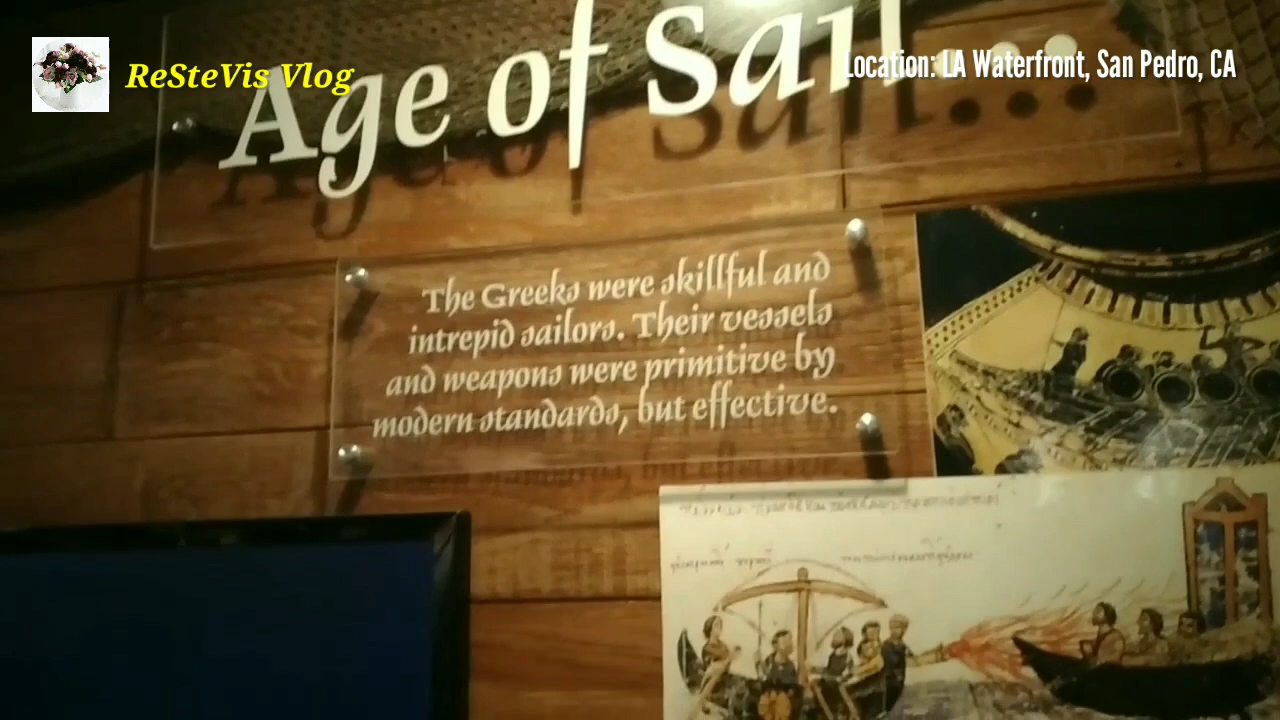 ReSteVis Vlog
Location: LA Waterfront, San Pedro, CA
Age of Sail...
The Greeks were skillful and
intrepid sailors. Their vessels
and weapons were primitive by
modern standards, but effective.